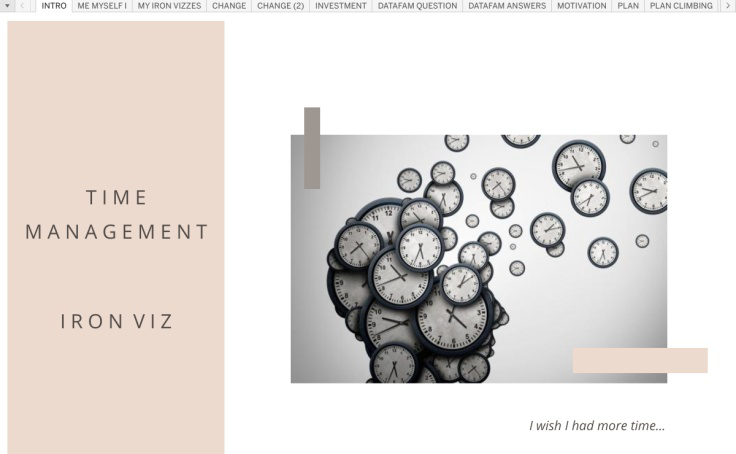 INTRO ME MYSELF I MY IRON VIZZES CHANGE CHANGE (2) INVESTMENT DATAFAM QUESTION DATAFAM ANSWERS MOTIVATION PLAN PLAN CLIMBING
TIME
MANAGEMENT
IRON VIZ
I wish I had more time...